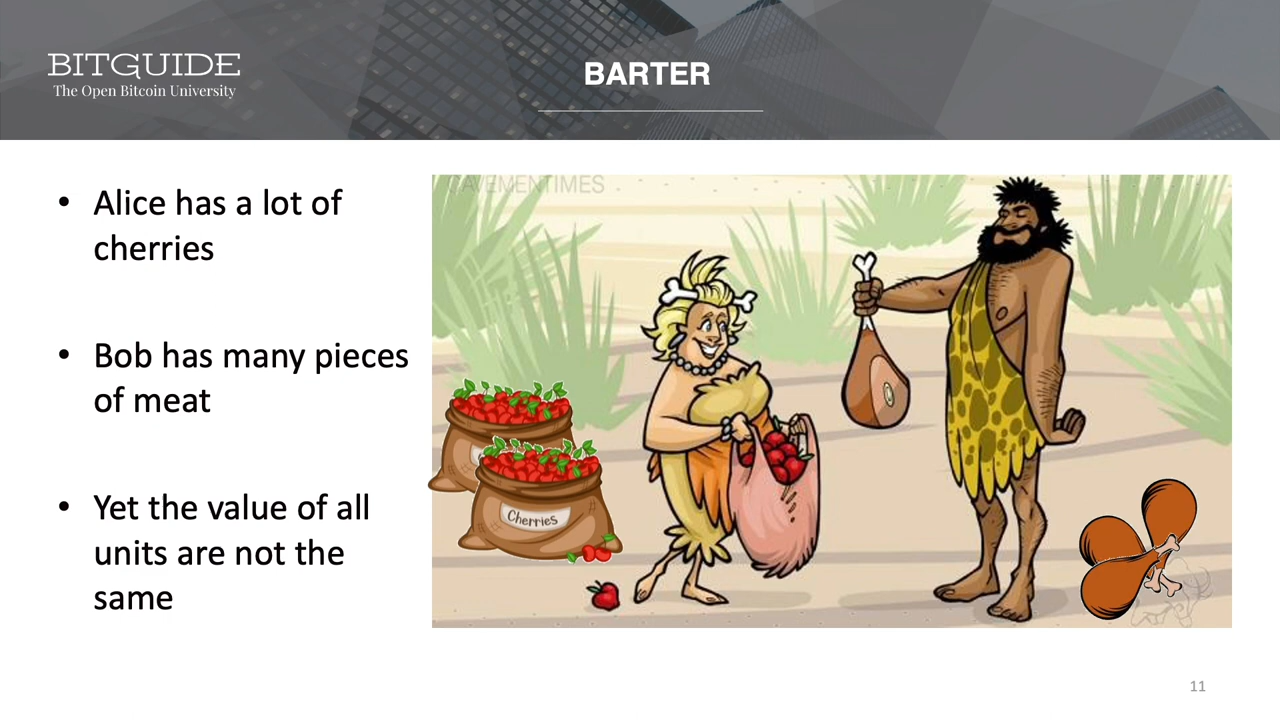 BITGUIDE
The Open Bitcoin University
BARTER
• Alice has a lot of
cherries
• Bob has many pieces
of meat
• Yet the value of all
units are not the
same
CAVEMENTIMES
Cherries
11